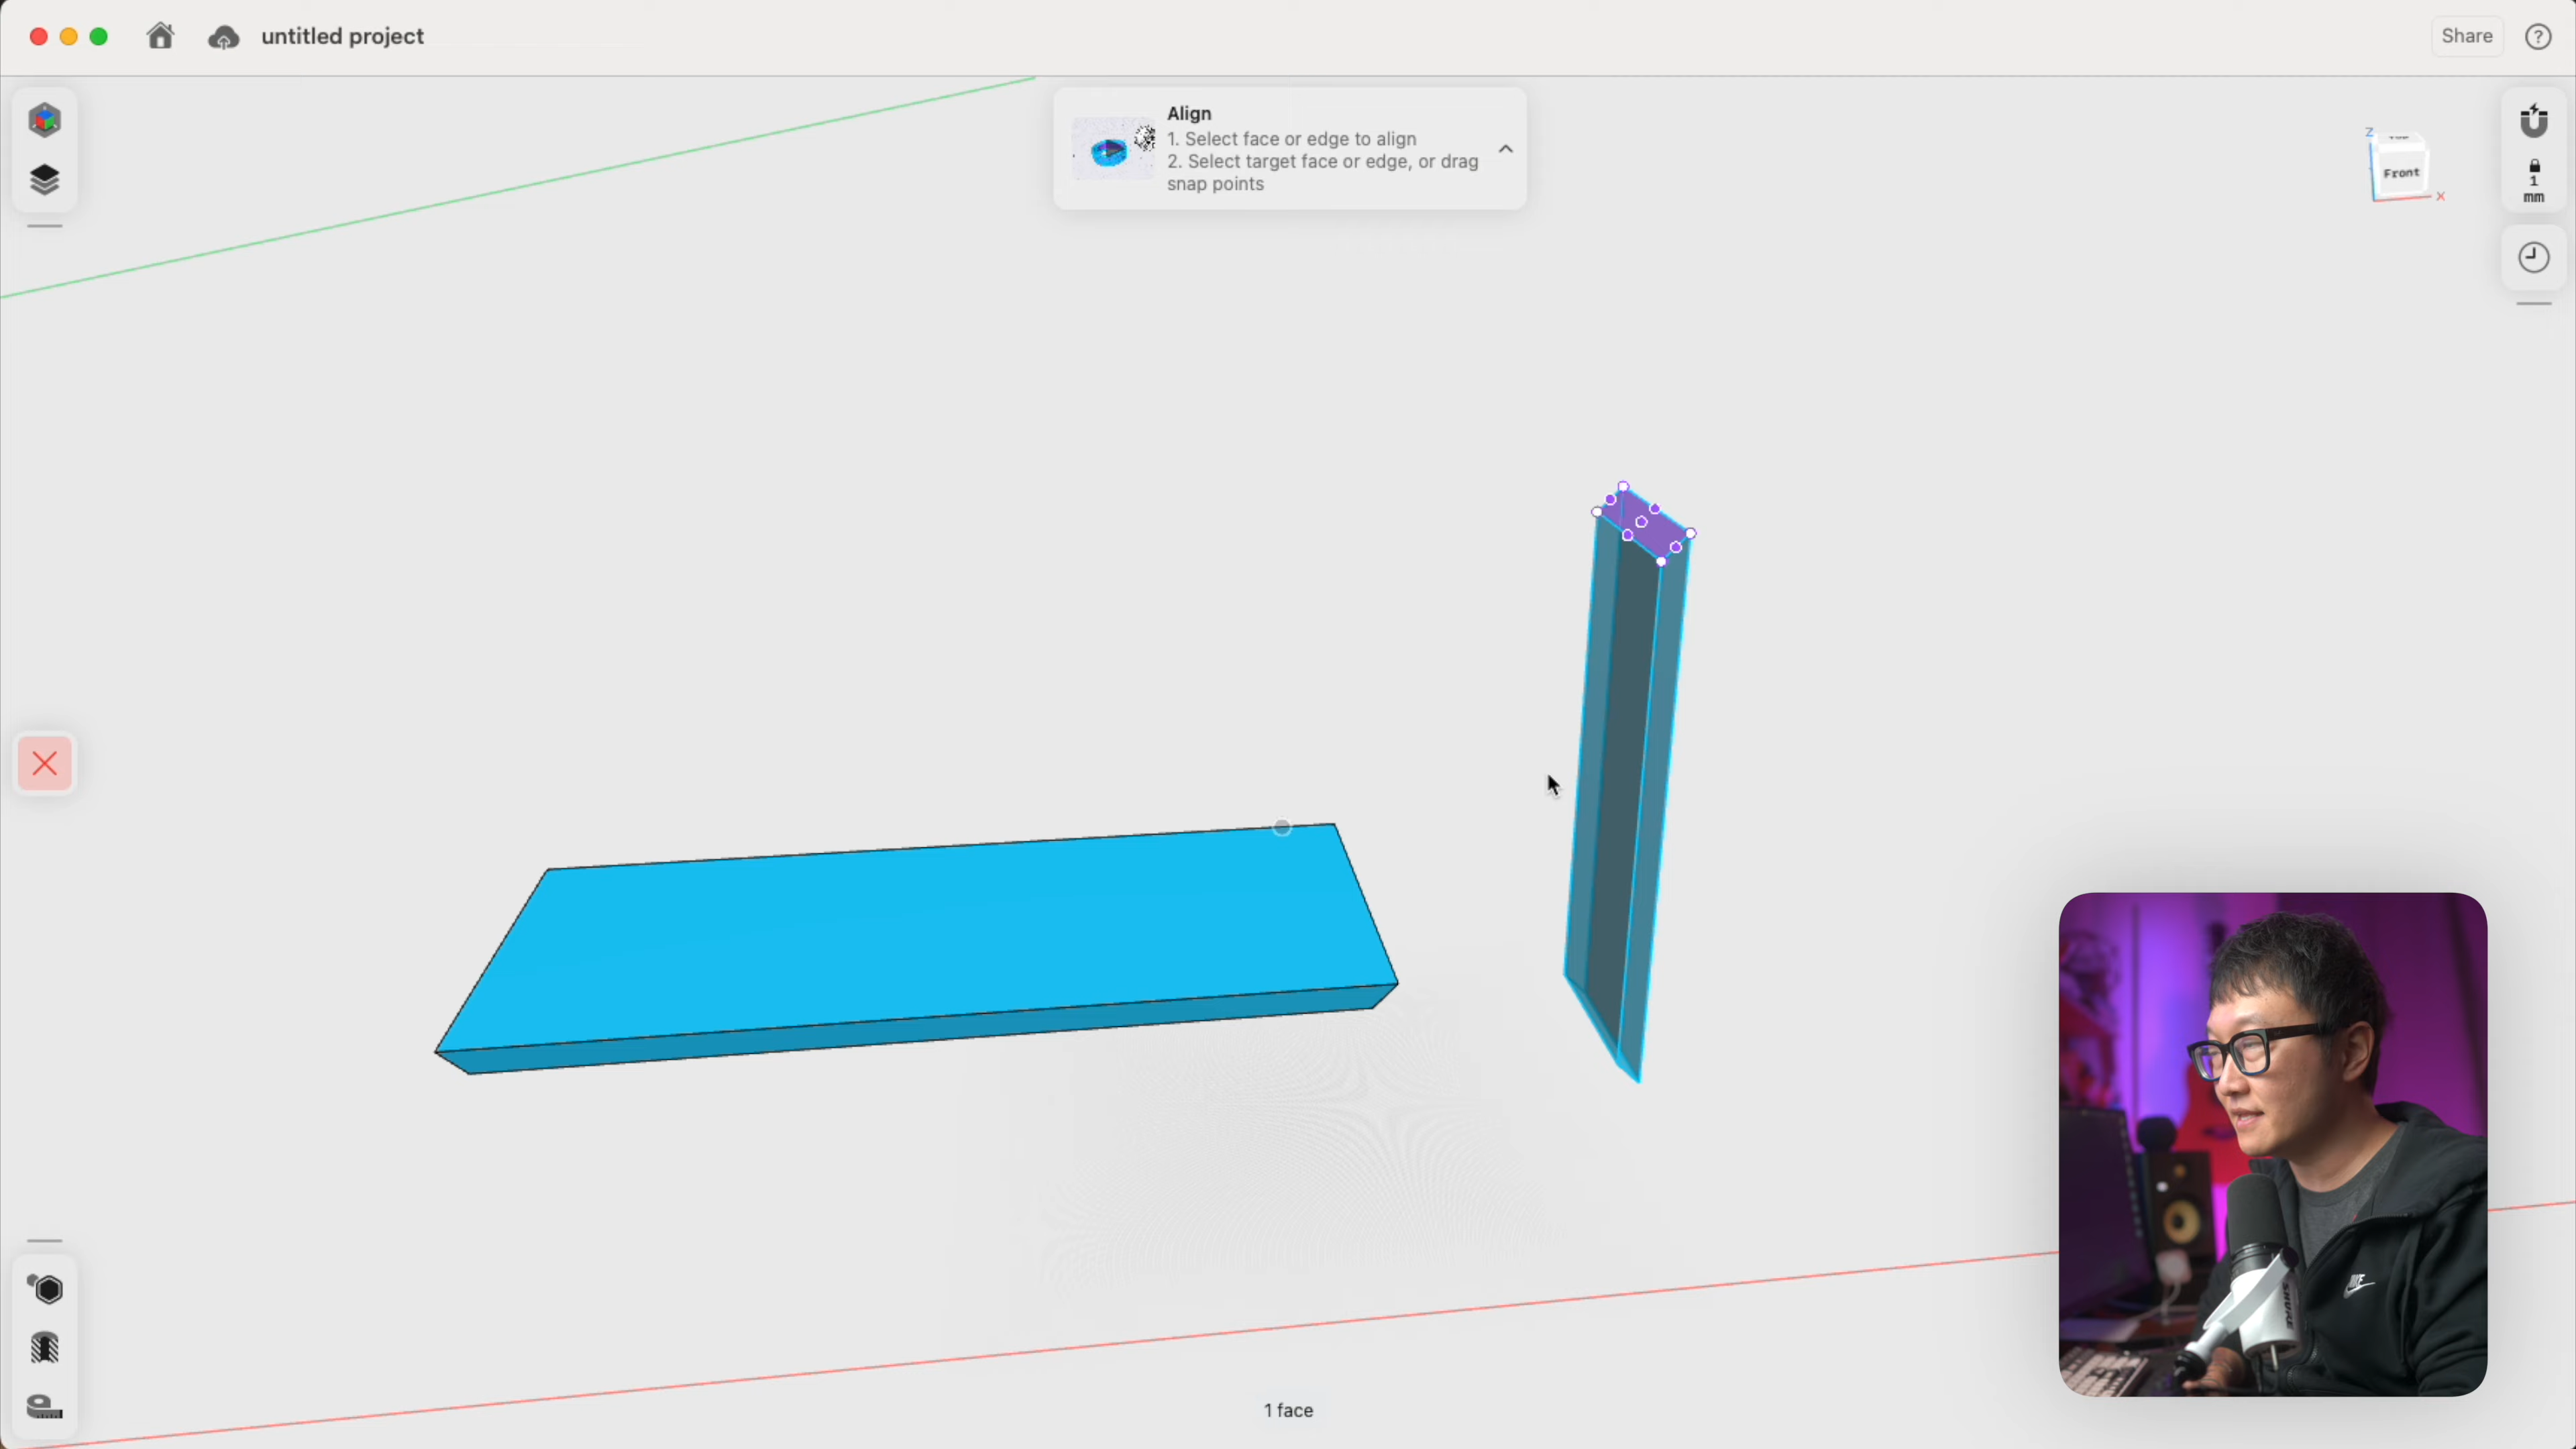 untitled project
Share
?
Align
1. Select face or edge to align
2. Select target face or edge, or drag
snap points
Z
Front
X
1
mm
1 face